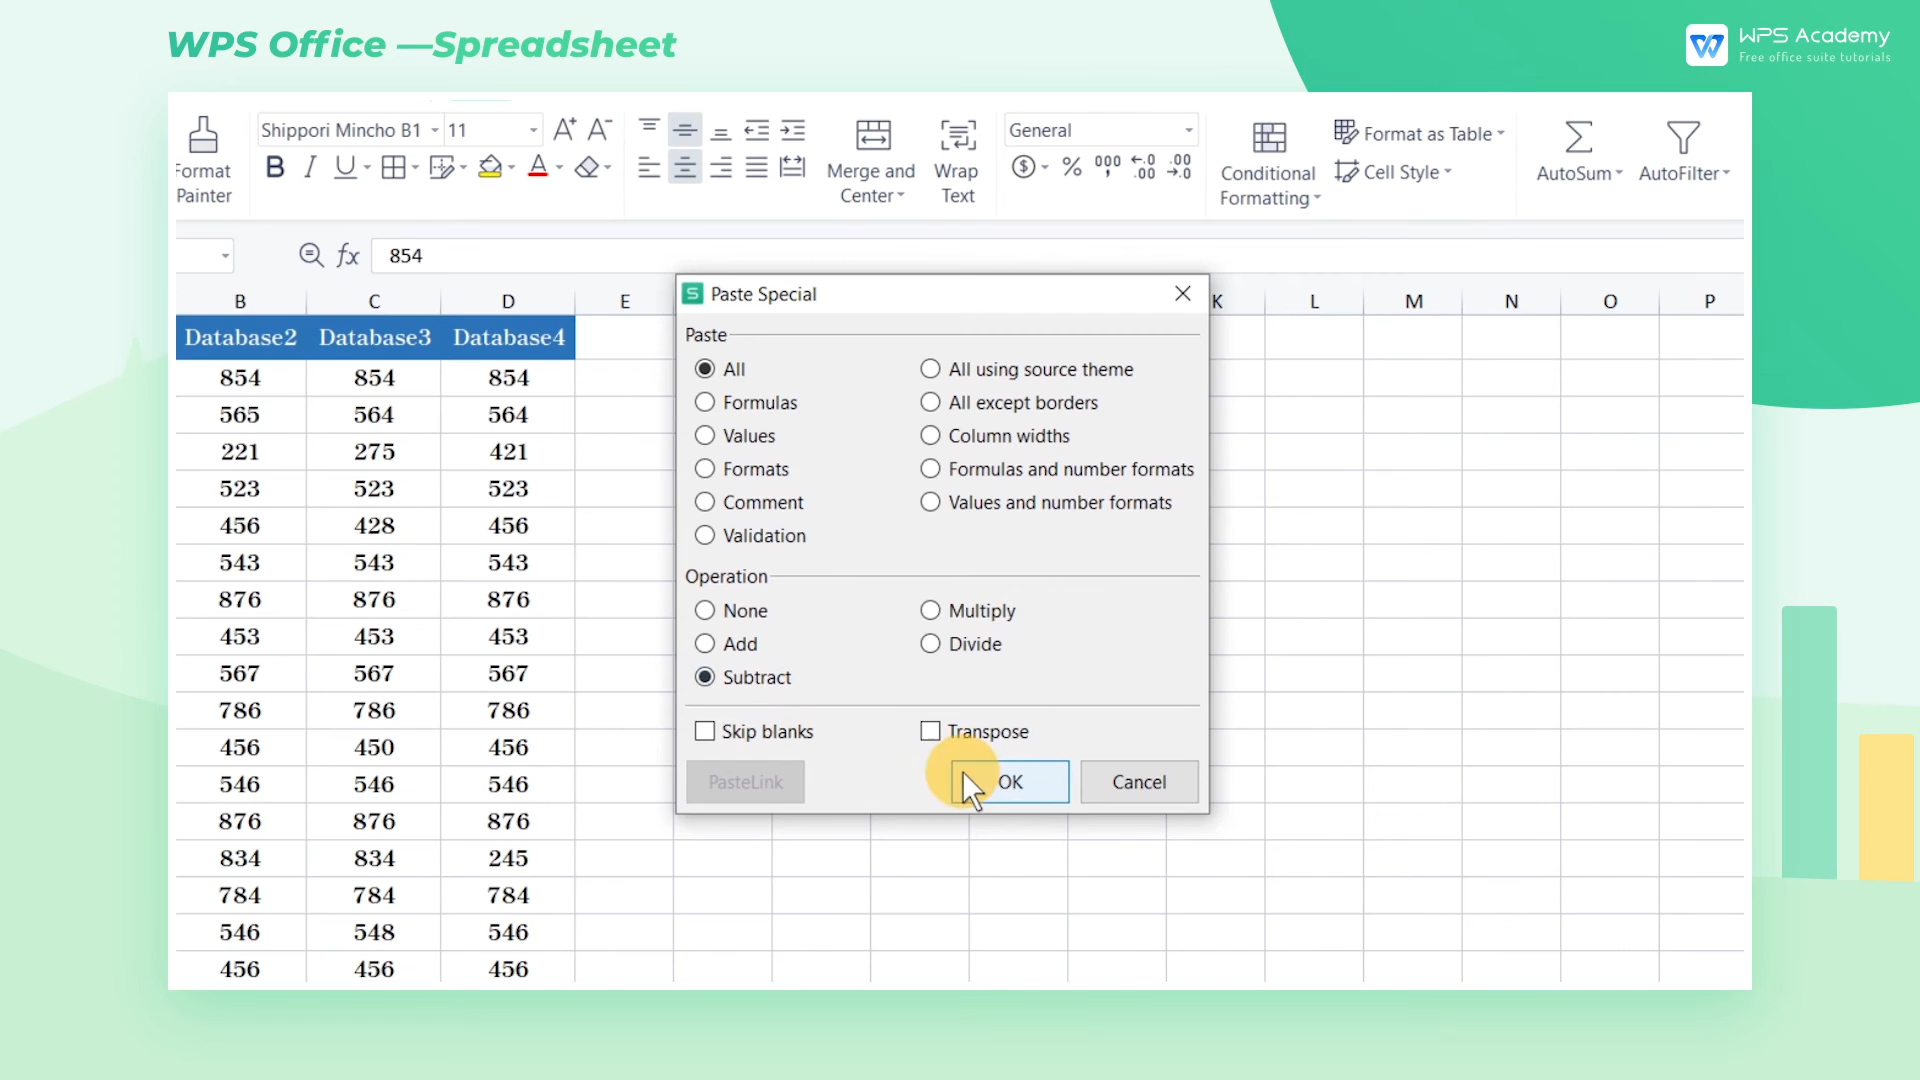 WPS Office —Spreadsheet
WPS Academy
Free office suite tutorials
Format
Painter
Shippori Mincho B1
11
A+ A-
B I U A
Merge and
Center
Wrap
Text
General
% 000 ←.0 .00
.00 →.0
Conditional
Formatting
Format as Table
Cell Style
AutoSum
AutoFilter
fx 854
B C D E K L M N O P
Database2 Database3 Database4
854 854 854
565 564 564
221 275 421
523 523 523
456 428 456
543 543 543
876 876 876
453 453 453
567 567 567
786 786 786
456 450 456
546 546 546
876 876 876
834 834 245
784 784 784
546 548 546
456 456 456
S Paste Special
Paste
All All using source theme
Formulas All except borders
Values Column widths
Formats Formulas and number formats
Comment Values and number formats
Validation
Operation
None Multiply
Add Divide
Subtract
Skip blanks Transpose
PasteLink OK Cancel